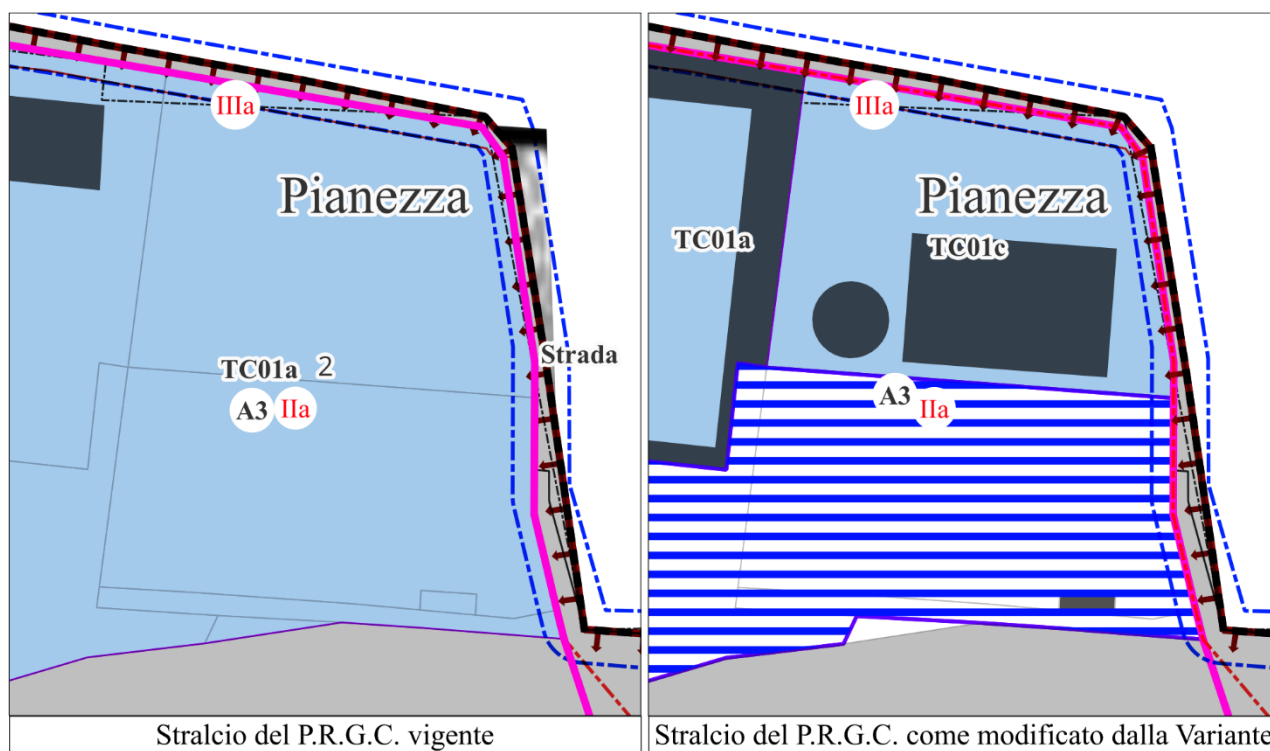 IIIa
Pianezza
Strada
TC01a 2
A3 IIa
Stralcio del P.R.G.C. vigente
IIIa
Pianezza
TC01a
TC01c
A3
IIa
Stralcio del P.R.G.C. come modificato dalla Variante